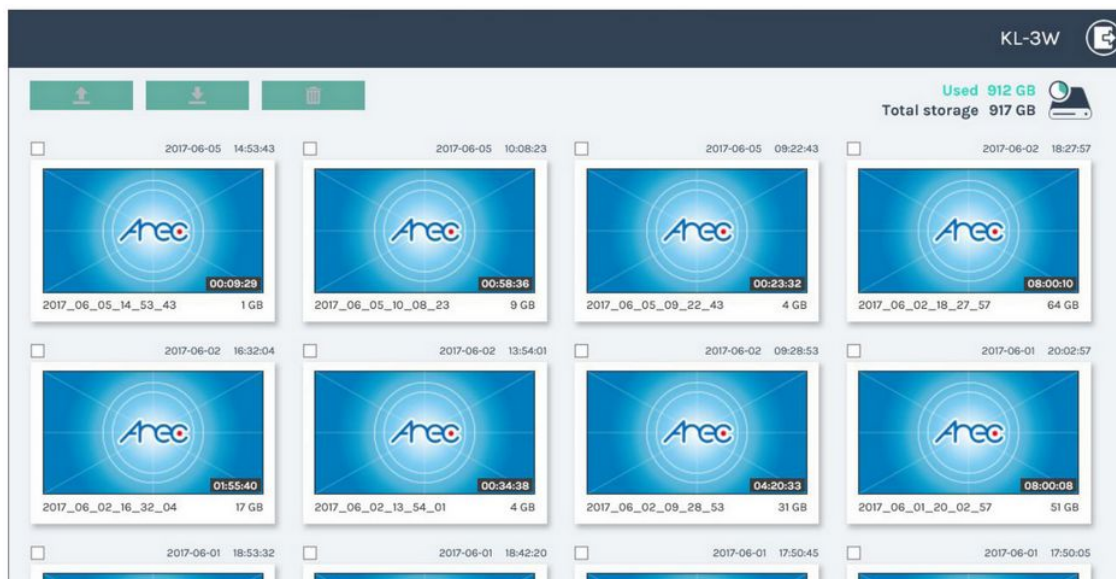 KL-3W
Used 912 GB
Total storage 917 GB
2017-06-05 14:53:43
2017-06-05 10:08:23
2017-06-05 09:22:43
2017-06-02 18:27:57
Arec
Arec
Arec
Arec
00:09:29
00:58:36
00:23:32
08:00:10
2017_06_05_14_53_43 1 GB
2017_06_05_10_08_23 9 GB
2017_06_05_09_22_43 4 GB
2017_06_02_18_27_57 64 GB
2017-06-02 16:32:04
2017-06-02 13:54:01
2017-06-02 09:28:53
2017-06-01 20:02:57
Arec
Arec
Arec
Arec
01:55:40
00:34:38
04:20:33
08:00:08
2017_06_02_16_32_04 17 GB
2017_06_02_13_54_01 4 GB
2017_06_02_09_28_53 31 GB
2017_06_01_20_02_57 51 GB
2017-06-01 18:53:32
2017-06-01 18:42:20
2017-06-01 17:50:45
2017-06-01 17:50:05